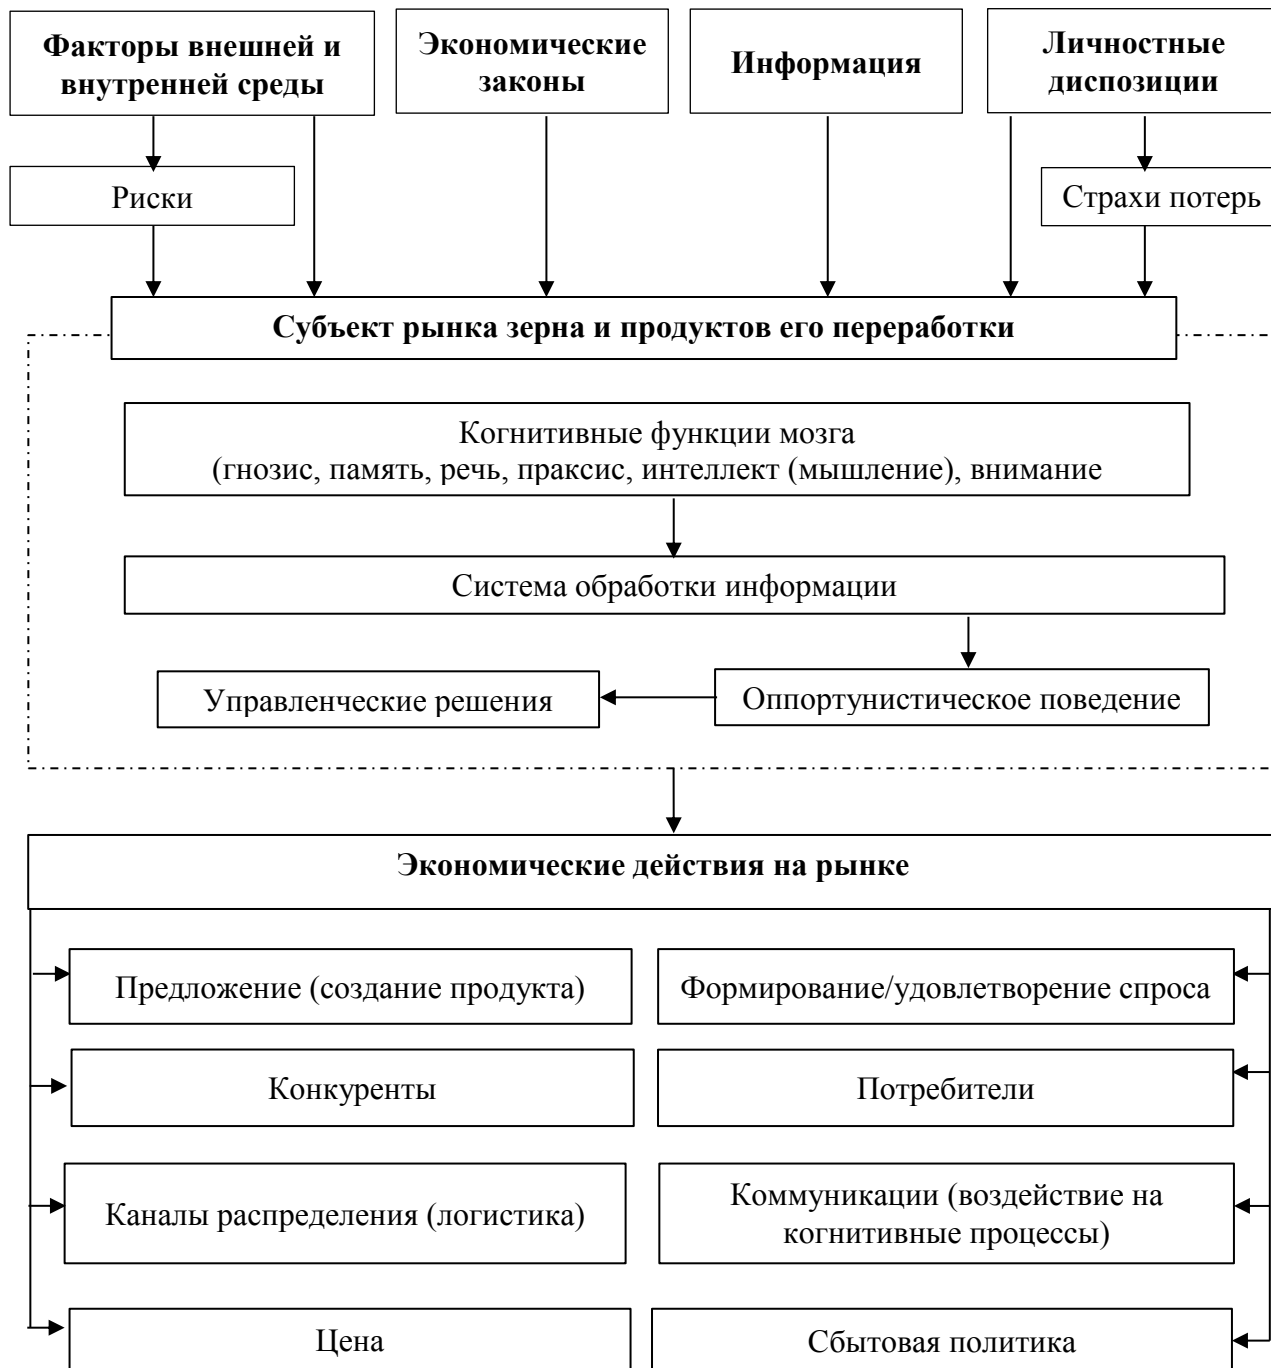 Факторы внешней и
внутренней среды
Экономические
законы
Информация
Личностные
диспозиции
Риски
Страхи потерь
Субъект рынка зерна и продуктов его переработки
Когнитивные функции мозга
(гнозис, память, речь, праксис, интеллект (мышление), внимание
Система обработки информации
Управленческие решения
Оппортунистическое поведение
Экономические действия на рынке
Предложение (создание продукта)
Формирование/удовлетворение спроса
Конкуренты
Потребители
Каналы распределения (логистика)
Коммуникации (воздействие на
когнитивные процессы)
Цена
Сбытовая политика